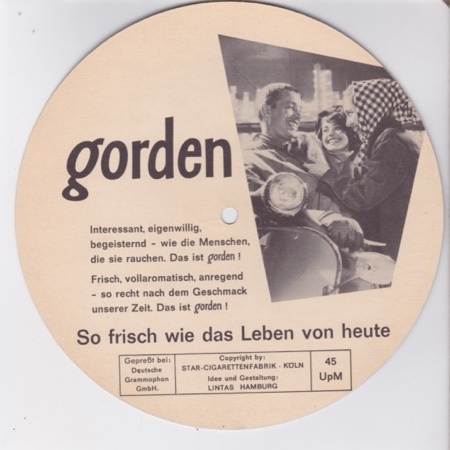 gorden
Interessant, eigenwillig,
begeisternd - wie die Menschen,
die sie rauchen. Das ist gorden !
Frisch, vollaromatisch, anregend
- so recht nach dem Geschmack
unserer Zeit. Das ist gorden !
So frisch wie das Leben von heute
Gepreßt bei:
Deutsche
Grammophon
GmbH.
Copyright by:
STAR-CIGARETTENFABRIK - KÖLN
Idee und Gestaltung:
LINTAS HAMBURG
45
UpM